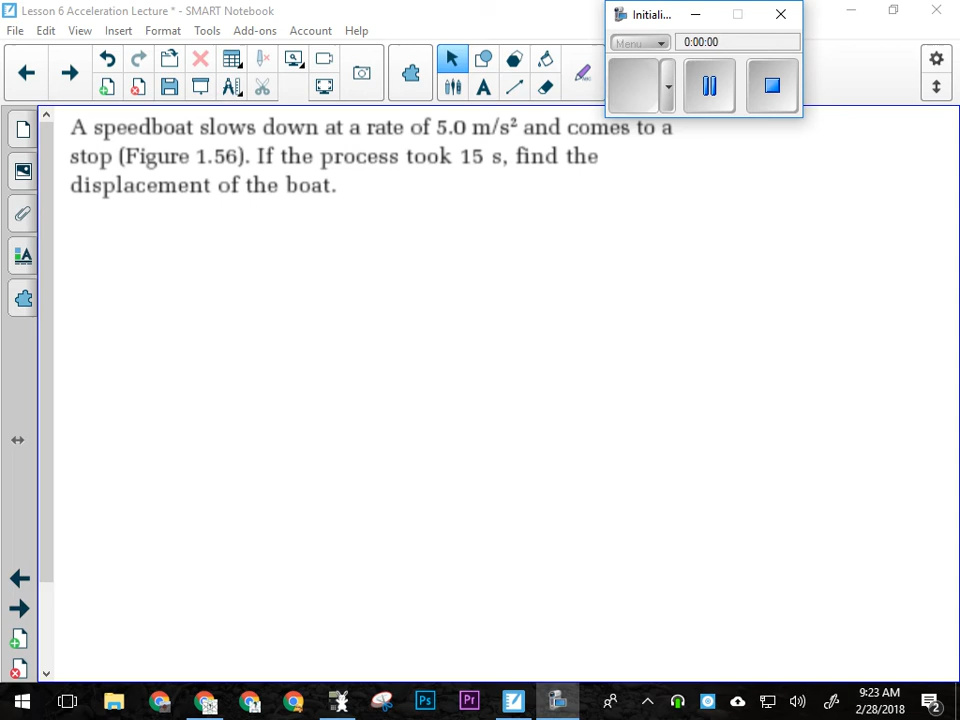 Lesson 6 Acceleration Lecture * - SMART Notebook
Initiali...
File Edit View Insert Format Tools Add-ons Account Help
Menu 0:00:00
A speedboat slows down at a rate of 5.0 m/s² and comes to a
stop (Figure 1.56). If the process took 15 s, find the
displacement of the boat.
9:23 AM
2/28/2018